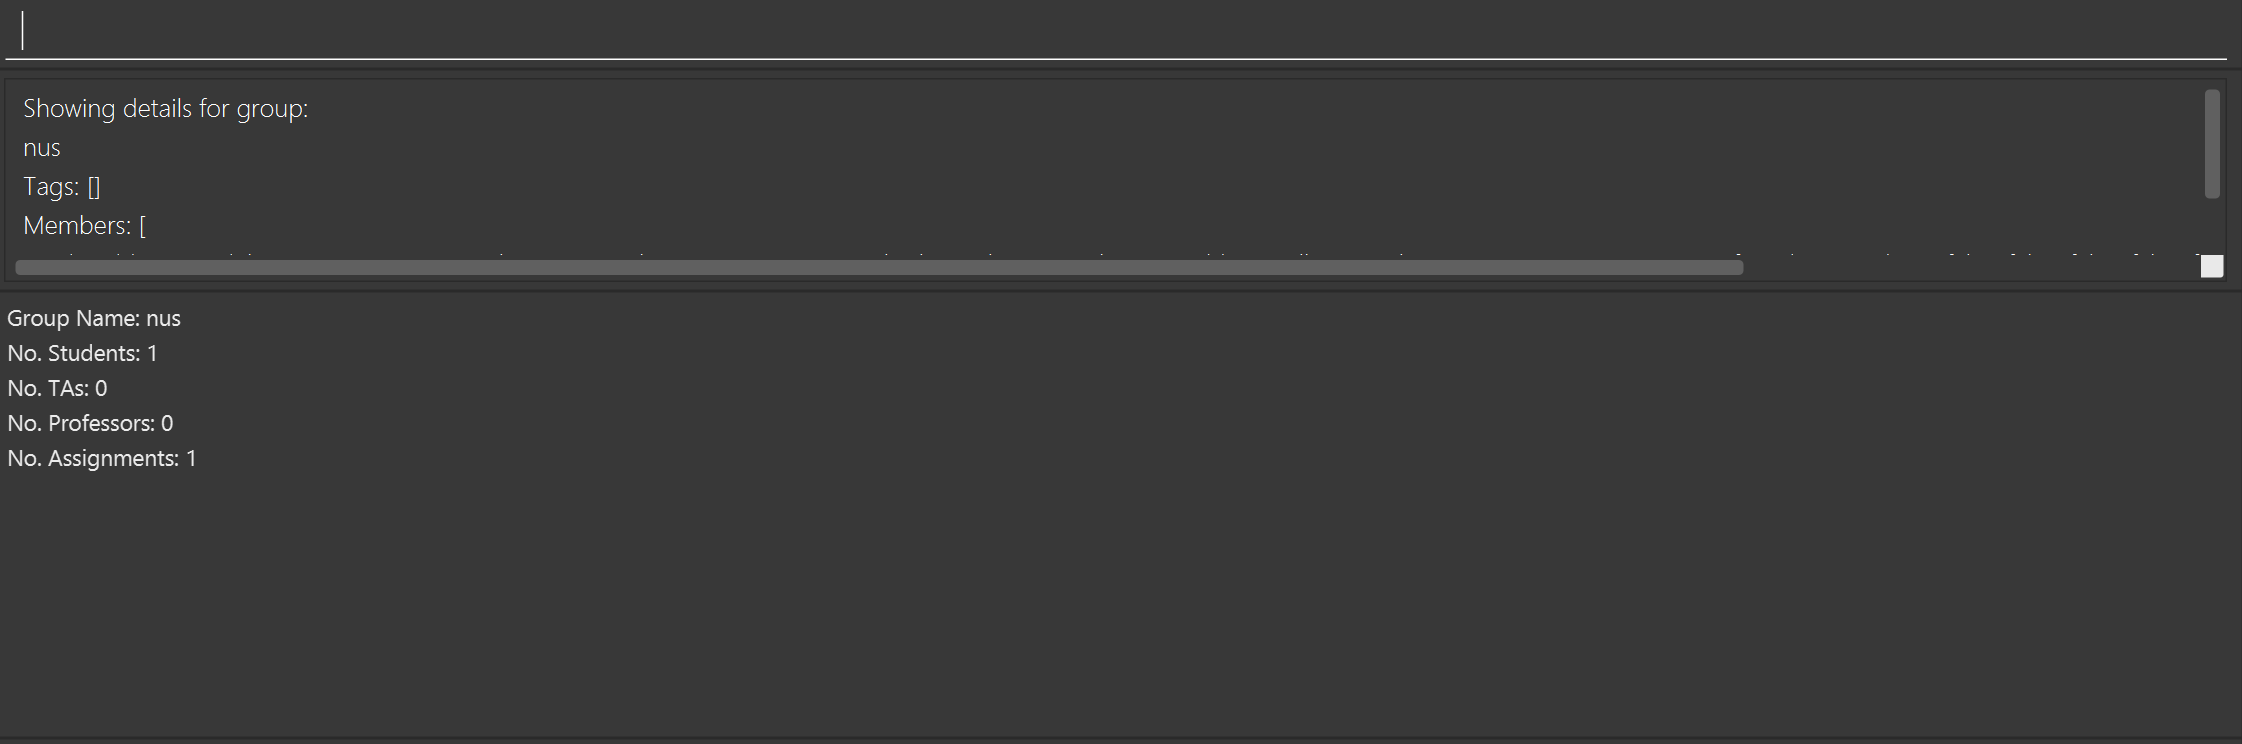 Showing details for group:
nus
Tags: []
Members: [
Group Name: nus
No. Students: 1
No. TAs: 0
No. Professors: 0
No. Assignments: 1